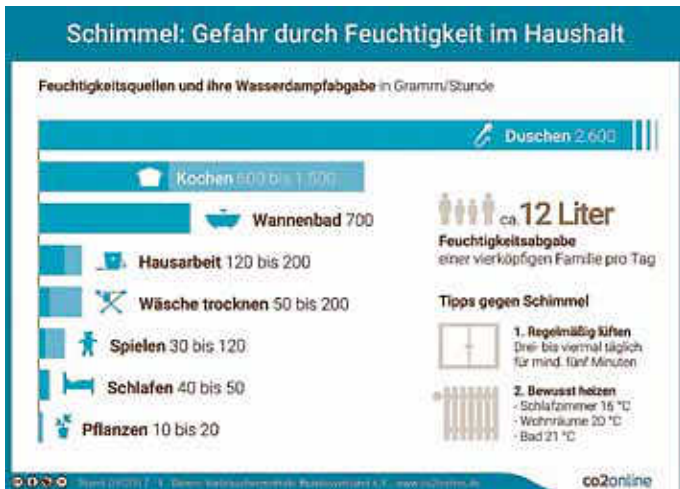 Schimmel: Gefahr durch Feuchtigkeit im Haushalt
Feuchtigkeitsquellen und ihre Wasserdampfabgabe in Gramm/Stunde
Duschen 2.600
Kochen 600 bis 1.500
Wannenbad 700
Hausarbeit 120 bis 200
Wäsche trocknen 50 bis 200
Spielen 30 bis 120
Schlafen 40 bis 50
Pflanzen 10 bis 20
ca. 12 Liter
Feuchtigkeitsabgabe
einer vierköpfigen Familie pro Tag
Tipps gegen Schimmel
1. Regelmäßig lüften
Drei- bis viermal täglich
für mind. fünf Minuten
2. Bewusst heizen
- Schlafzimmer 16 °C
- Wohnräume 20 °C
- Bad 21 °C
www.co2online.de
co2online